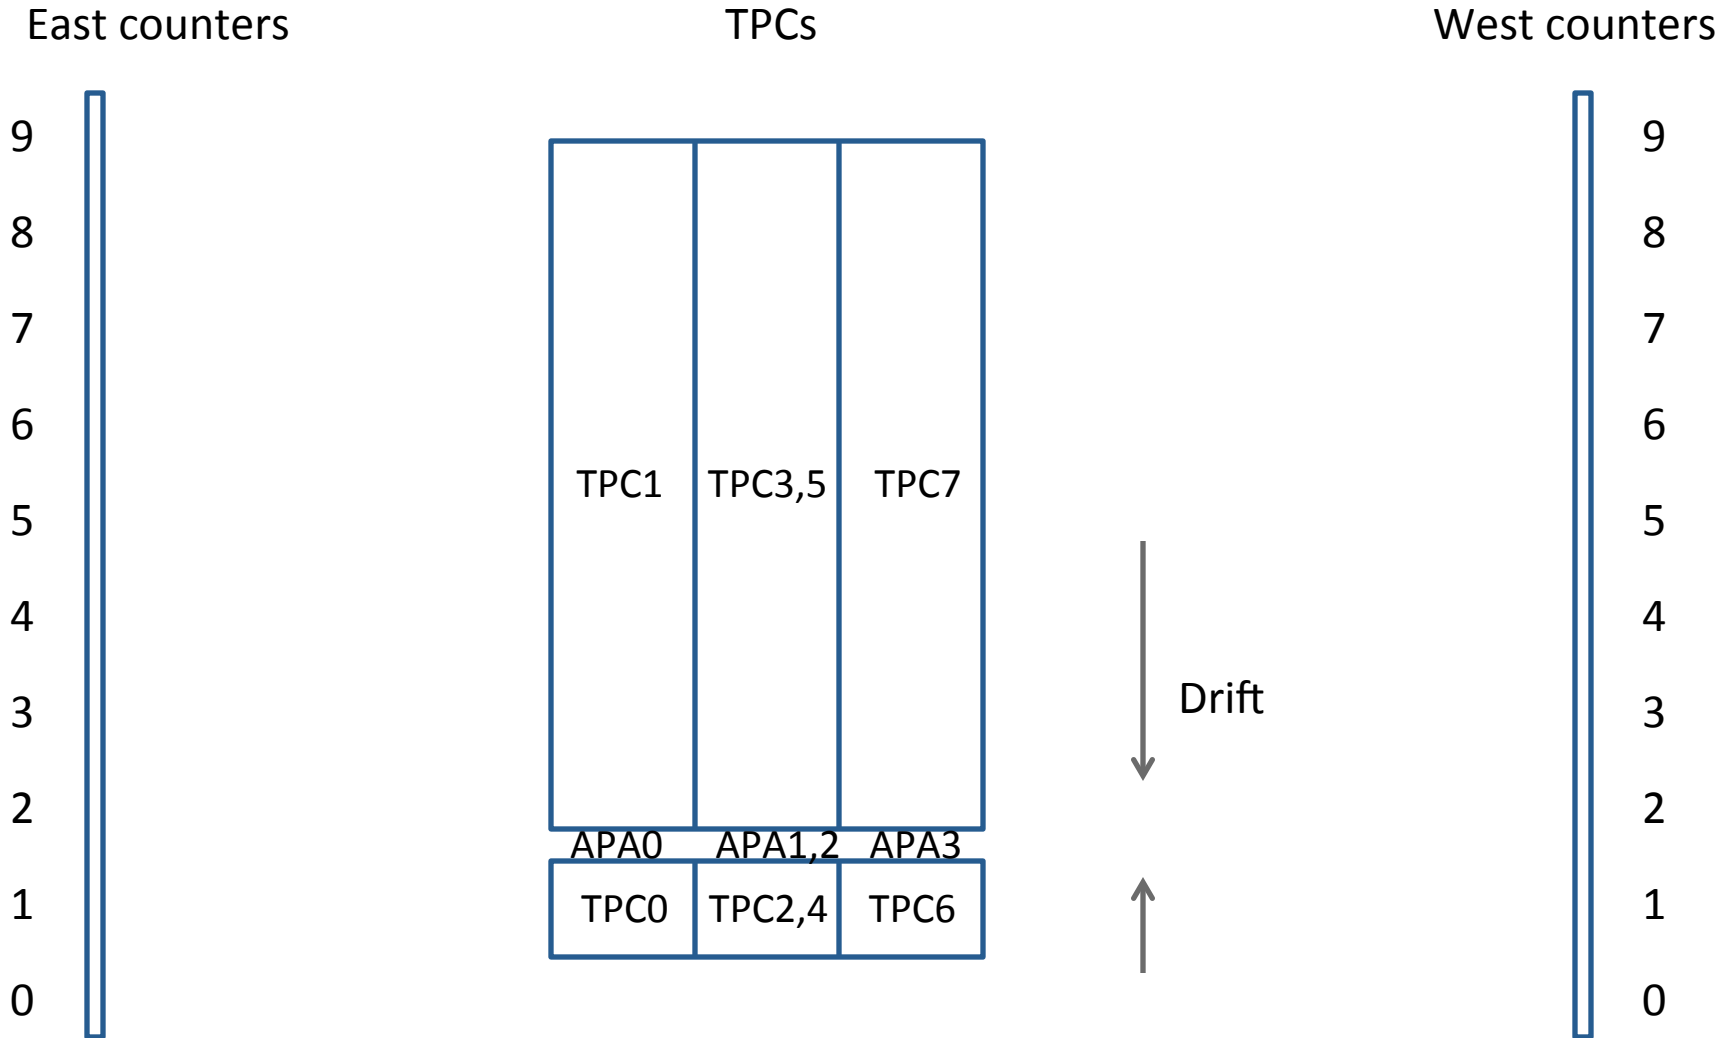 East counters TPCs West counters
9 9
8 8
7 7
6 6
TPC1 TPC3,5 TPC7
5 5
4 4
3 Drift 3
2 2
APA0 APA1,2 APA3
1 TPC0 TPC2,4 TPC6 1
0 0